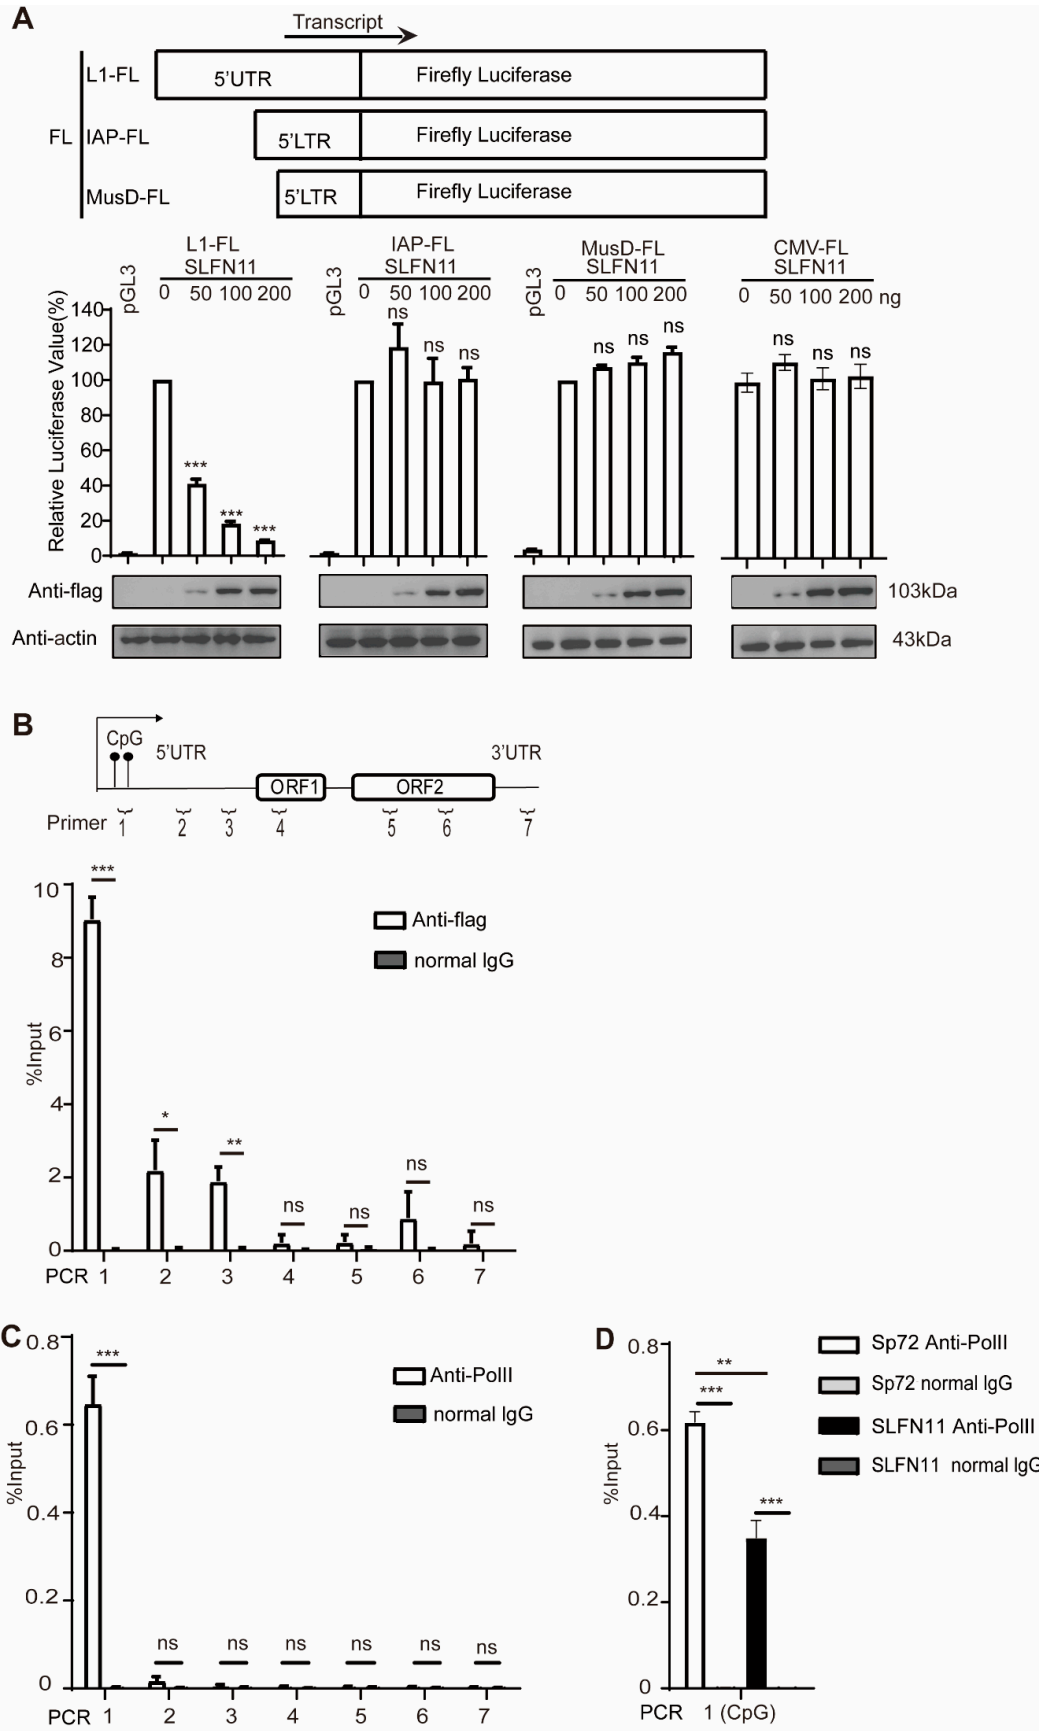 A
Transcript
L1-FL
5'UTR
Firefly Luciferase
FL
IAP-FL
5'LTR
Firefly Luciferase
MusD-FL
5'LTR
Firefly Luciferase
L1-FL
SLFN11
IAP-FL
SLFN11
MusD-FL
SLFN11
CMV-FL
SLFN11
pGL3
0 50 100 200
pGL3
0 50 100 200
pGL3
0 50 100 200
0 50 100 200 ng
Relative Luciferase Value(%)
140
120
100
80
60
40
20
0
*** *** ***
ns ns ns
ns ns ns
ns ns ns
Anti-flag
103kDa
Anti-actin
43kDa
B
CpG
5'UTR
3'UTR
ORF1
ORF2
Primer 1 2 3 4 5 6 7
%Input
10
8
6
4
2
0
*** * ** ns ns ns ns
Anti-flag
normal IgG
PCR 1 2 3 4 5 6 7
C
%Input
0.8
0.6
0.4
0.2
0
*** ns ns ns ns ns ns
Anti-PolII
normal IgG
PCR 1 2 3 4 5 6 7
D
%Input
0.8
0.6
0.4
0.2
0
**
***
***
Sp72 Anti-PolII
Sp72 normal IgG
SLFN11 Anti-PolII
SLFN11 normal IgG
PCR 1 (CpG)